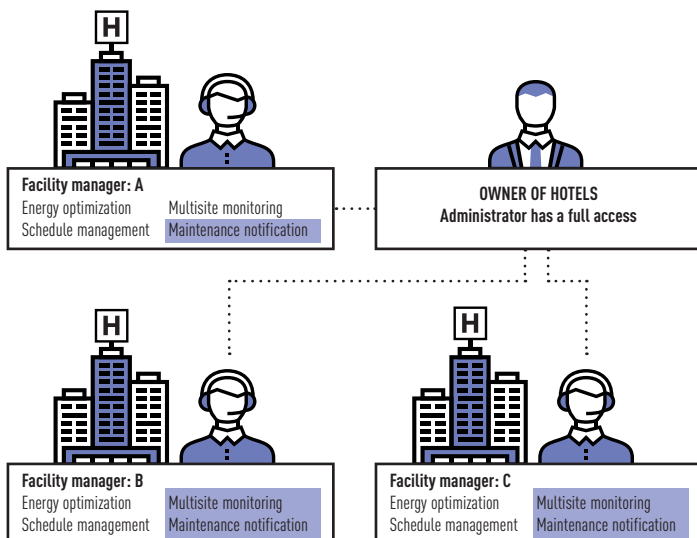 H
Facility manager: A
Energy optimization Multisite monitoring
Schedule management Maintenance notification
OWNER OF HOTELS
Administrator has a full access
H
Facility manager: B
Energy optimization Multisite monitoring
Schedule management Maintenance notification
H
Facility manager: C
Energy optimization Multisite monitoring
Schedule management Maintenance notification